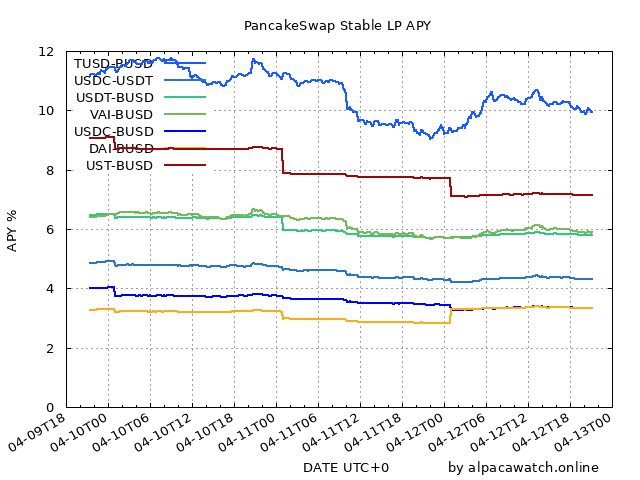 PancakeSwap Stable LP APY
APY %
12
10
8
6
4
2
0
TUSD-BUSD
USDC-USDT
USDT-BUSD
VAI-BUSD
USDC-BUSD
DAI-BUSD
UST-BUSD
04-09T18
04-10T00
04-10T06
04-10T12
04-10T18
04-11T00
04-11T06
04-11T12
04-11T18
04-12T00
04-12T06
04-12T12
04-12T18
04-13T00
DATE UTC+0
by alpacawatch.online